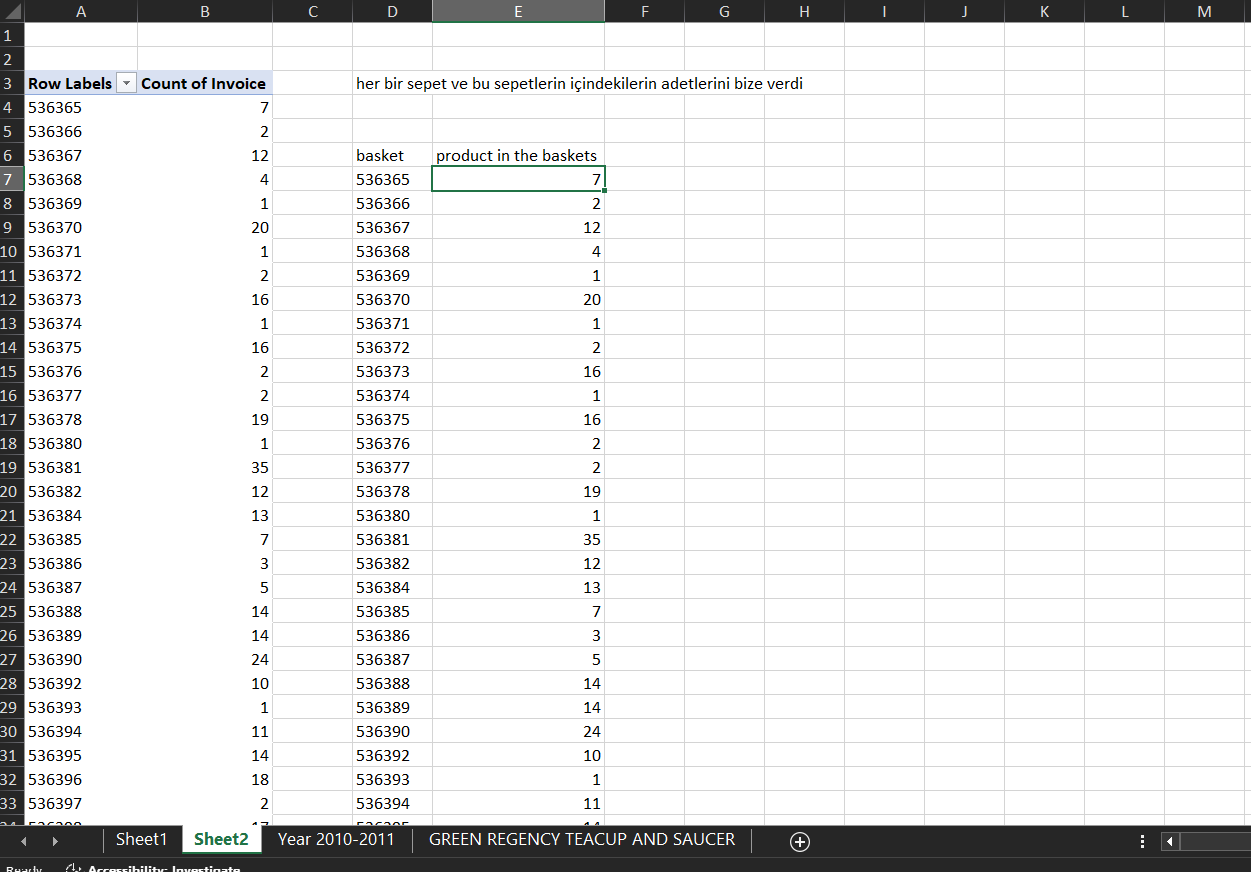 A B C D E F G H I J K L M
1
2
3 Row Labels Count of Invoice her bir sepet ve bu sepetlerin içindekilerin adetlerini bize verdi
4 536365 7
5 536366 2
6 536367 12 basket product in the baskets
7 536368 4 536365 7
8 536369 1 536366 2
9 536370 20 536367 12
10 536371 1 536368 4
11 536372 2 536369 1
12 536373 16 536370 20
13 536374 1 536371 1
14 536375 16 536372 2
15 536376 2 536373 16
16 536377 2 536374 1
17 536378 19 536375 16
18 536380 1 536376 2
19 536381 35 536377 2
20 536382 12 536378 19
21 536384 13 536380 1
22 536385 7 536381 35
23 536386 3 536382 12
24 536387 5 536384 13
25 536388 14 536385 7
26 536389 14 536386 3
27 536390 24 536387 5
28 536392 10 536388 14
29 536393 1 536389 14
30 536394 11 536390 24
31 536395 14 536392 10
32 536396 18 536393 1
33 536397 2 536394 11
Sheet1 Sheet2 Year 2010-2011 GREEN REGENCY TEACUP AND SAUCER
Ready Accessibility: Investigate